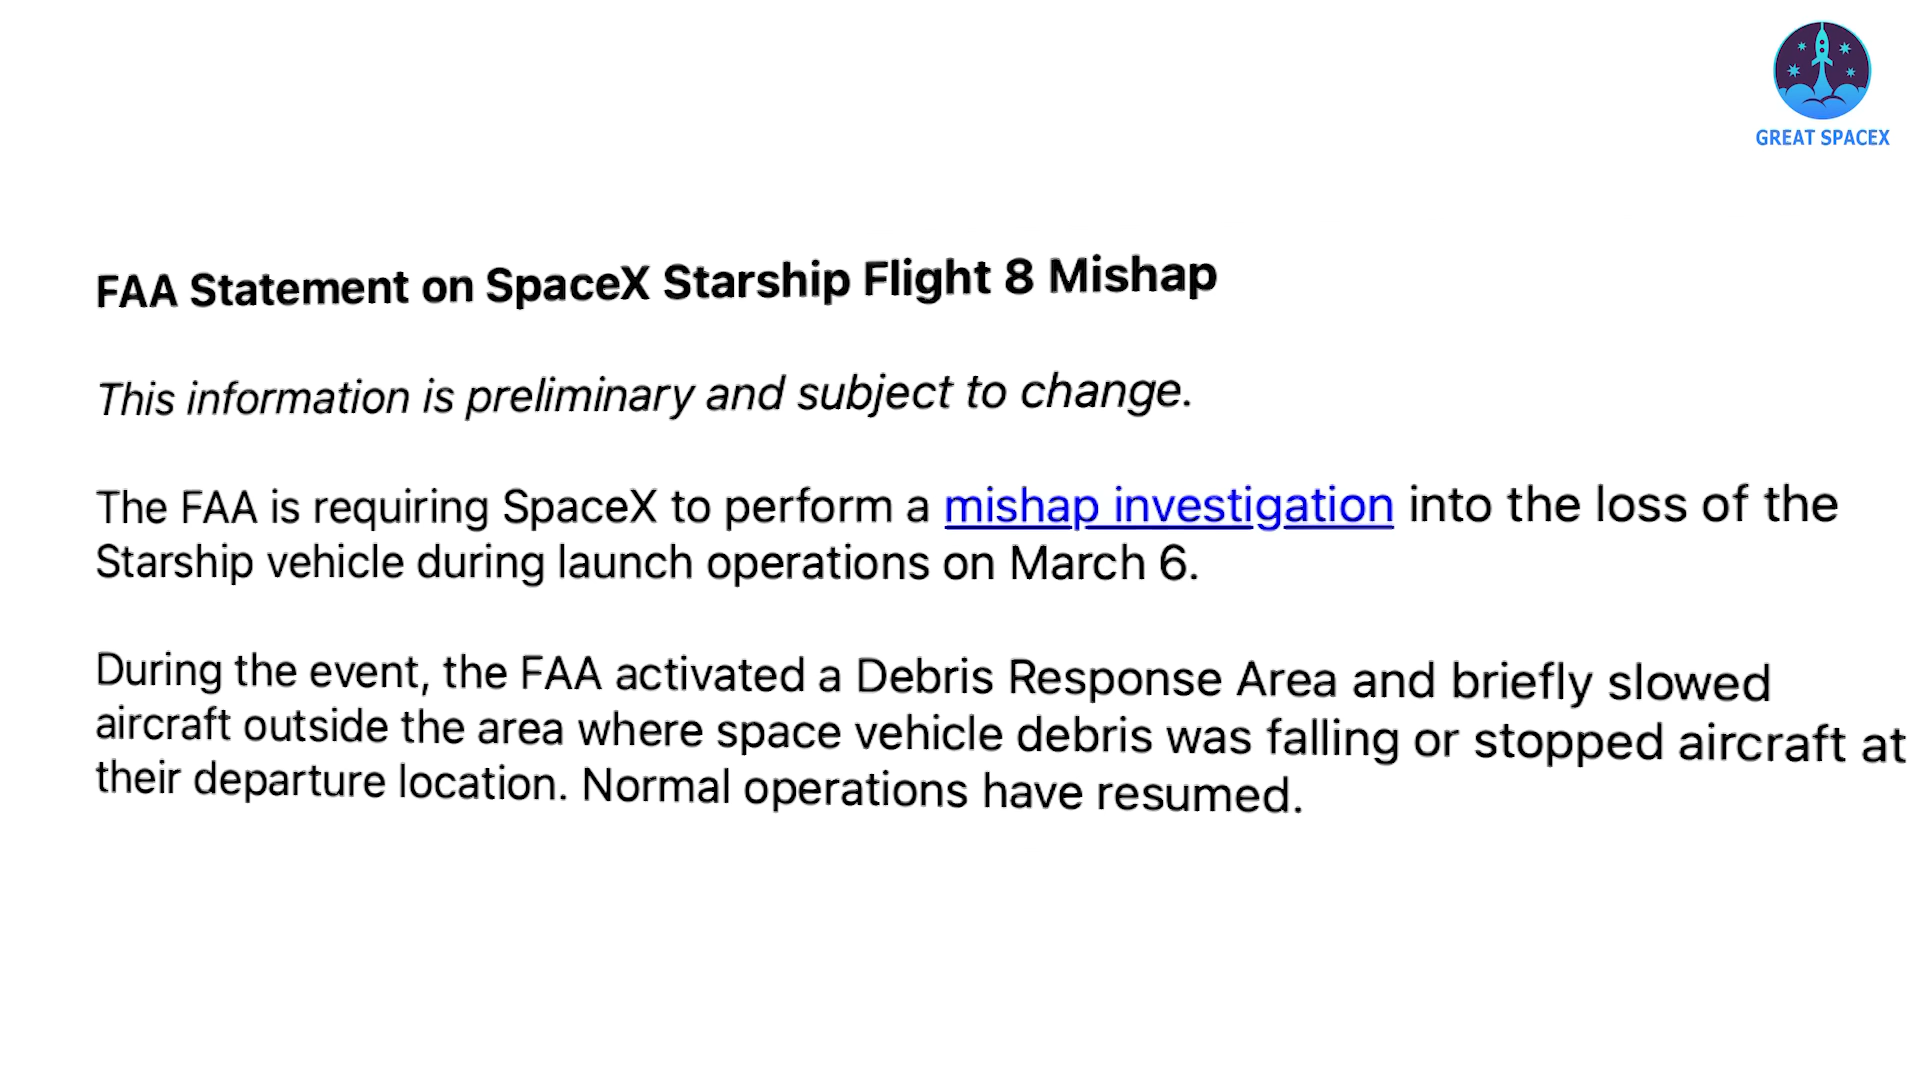 GREAT SPACEX
FAA Statement on SpaceX Starship Flight 8 Mishap
This information is preliminary and subject to change.
The FAA is requiring SpaceX to perform a mishap investigation into the loss of the
Starship vehicle during launch operations on March 6.
During the event, the FAA activated a Debris Response Area and briefly slowed
aircraft outside the area where space vehicle debris was falling or stopped aircraft at
their departure location. Normal operations have resumed.